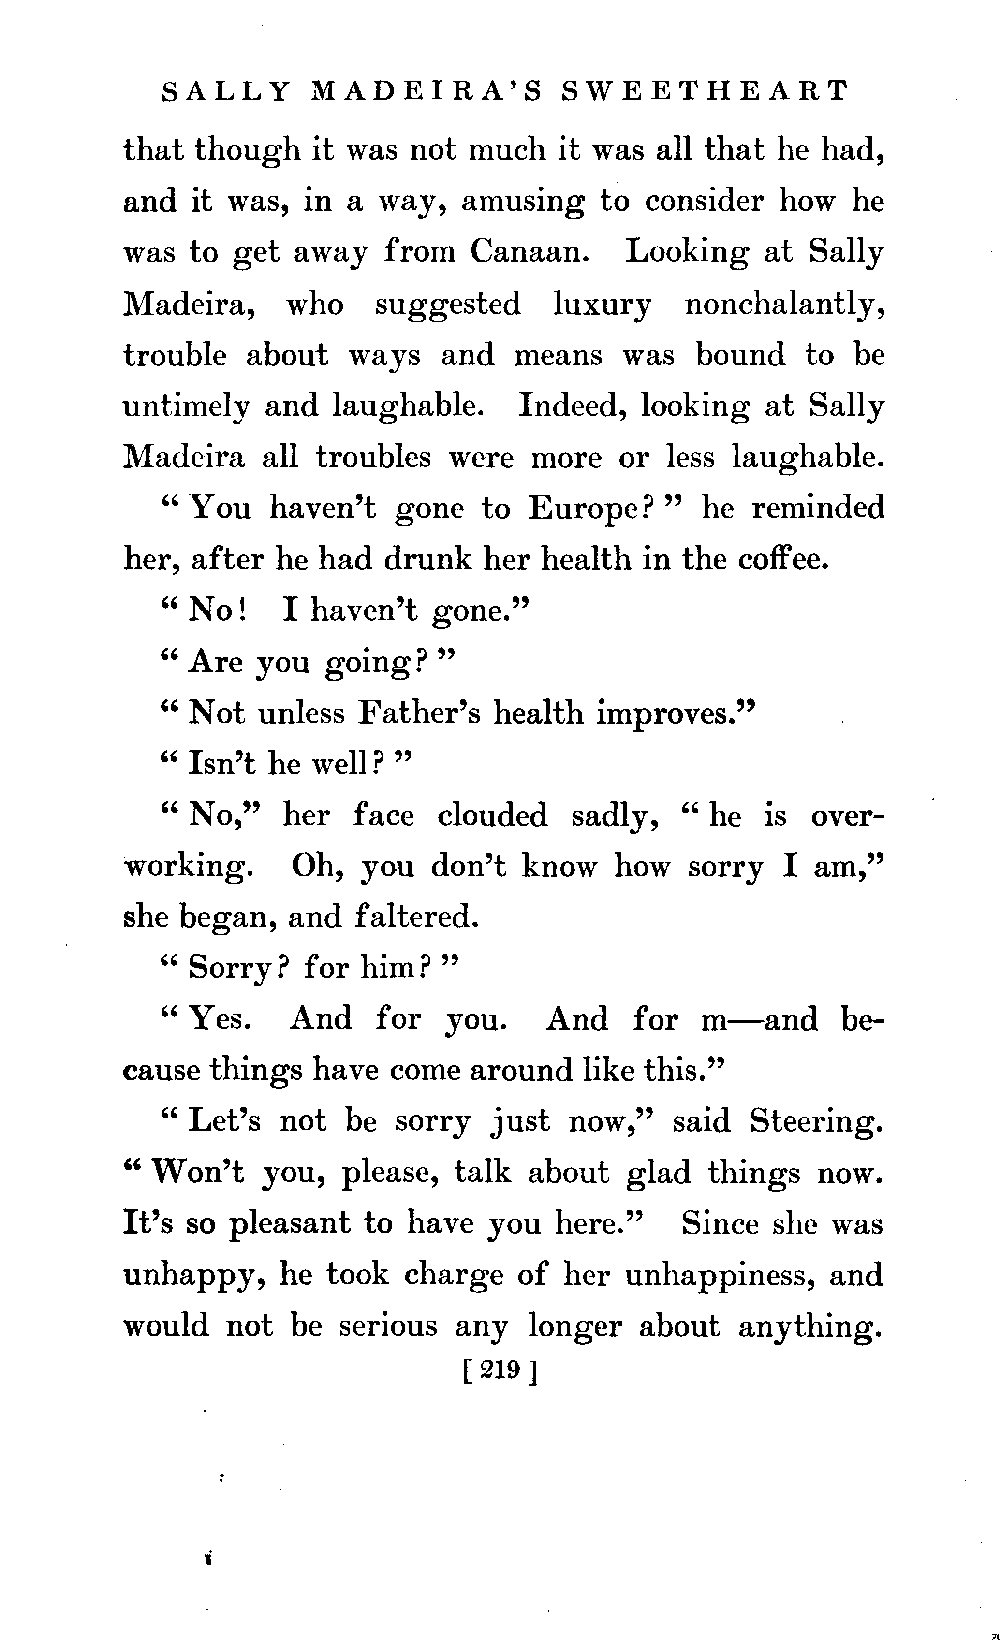 SALLY MADEIRA'S SWEETHEART
that though it was not much it was all that he had,
and it was, in a way, amusing to consider how he
was to get away from Canaan. Looking at Sally
Madeira, who suggested luxury nonchalantly,
trouble about ways and means was bound to be
untimely and laughable. Indeed, looking at Sally
Madeira all troubles were more or less laughable.
“ You haven't gone to Europe? ” he reminded
her, after he had drunk her health in the coffee.
“ No! I haven't gone.”
“ Are you going? ”
“ Not unless Father's health improves.”
“ Isn't he well? ”
“ No,” her face clouded sadly, “ he is over-
working. Oh, you don't know how sorry I am,”
she began, and faltered.
“ Sorry? for him? ”
“ Yes. And for you. And for m—and be-
cause things have come around like this.”
“ Let's not be sorry just now,” said Steering.
“ Won't you, please, talk about glad things now.
It's so pleasant to have you here.” Since she was
unhappy, he took charge of her unhappiness, and
would not be serious any longer about anything.
[ 219 ]